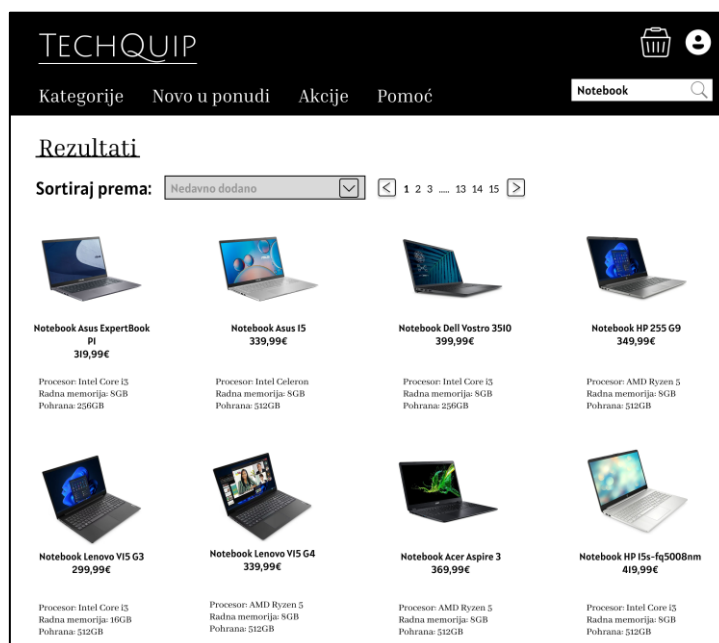 TECHQUIP
Kategorije Novo u ponudi Akcije Pomoć
Notebook
Rezultati
Sortiraj prema: Nedavno dodano < 1 2 3 ..... 13 14 15 >
Notebook Asus ExpertBook
P1
319,99€
Procesor: Intel Core i3
Radna memorija: 8GB
Pohrana: 256GB
Notebook Asus 15
339,99€
Procesor: Intel Celeron
Radna memorija: 8GB
Pohrana: 512GB
Notebook Dell Vostro 3510
399,99€
Procesor: Intel Core i3
Radna memorija: 8GB
Pohrana: 256GB
Notebook HP 255 G9
349,99€
Procesor: AMD Ryzen 5
Radna memorija: 8GB
Pohrana: 512GB
Notebook Lenovo V15 G3
299,99€
Procesor: Intel Core i3
Radna memorija: 16GB
Pohrana: 512GB
Notebook Lenovo V15 G4
339,99€
Procesor: AMD Ryzen 5
Radna memorija: 8GB
Pohrana: 512GB
Notebook Acer Aspire 3
369,99€
Procesor: AMD Ryzen 5
Radna memorija: 8GB
Pohrana: 512GB
Notebook HP 15s-fq5008nm
419,99€
Procesor: Intel Core i3
Radna memorija: 8GB
Pohrana: 512GB